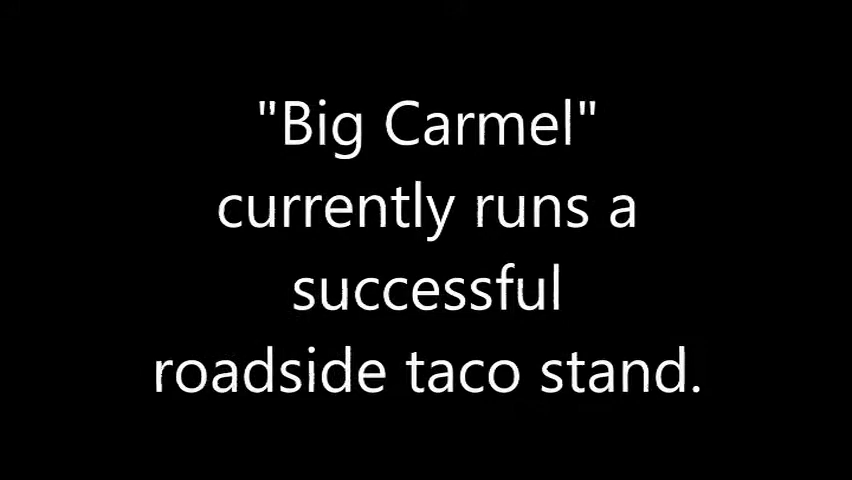 "Big Carmel"
currently runs a
successful
roadside taco stand.